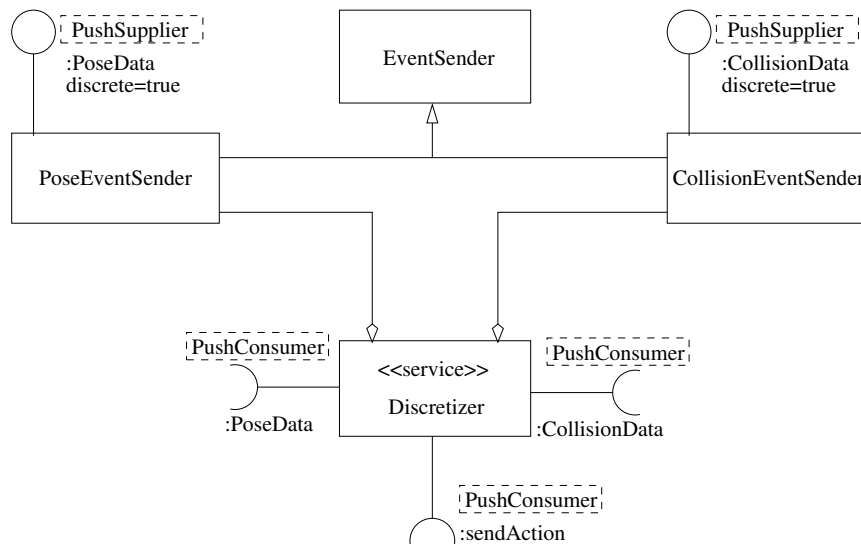 PushSupplier
:PoseData
discrete=true
EventSender
PushSupplier
:CollisionData
discrete=true
PoseEventSender
CollisionEventSender
PushConsumer
:PoseData
<<service>>
Discretizer
PushConsumer
:CollisionData
PushConsumer
:sendAction